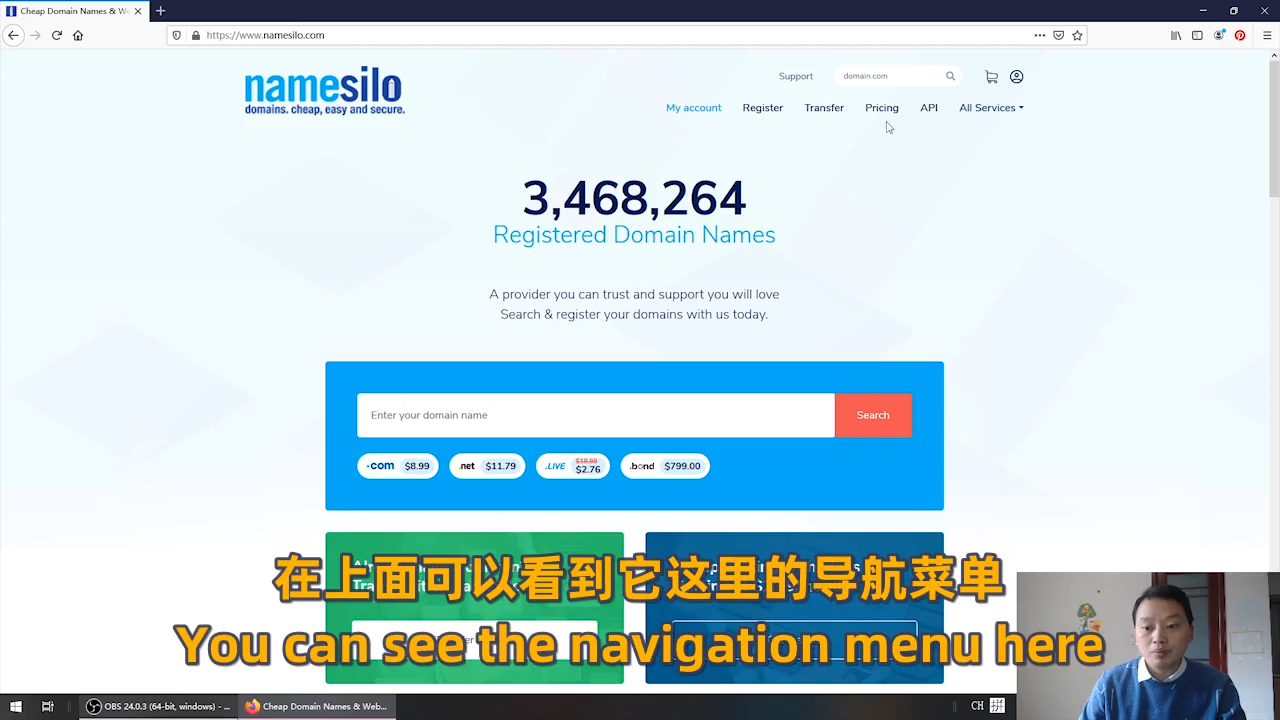 Cheap Domain Names & We
https://www.namesilo.com
namesilo
domains. cheap, easy and secure.
Support
domain.com
My account
Register
Transfer
Pricing
API
All Services
3,468,264
Registered Domain Names
A provider you can trust and support you will love
Search & register your domains with us today.
Enter your domain name
Search
.com $8.99
.net $11.79
.LIVE $18.99 $2.76
.bond $799.00
在上面可以看到它这里的导航菜单
You can see the navigation menu here
OBS 24.0.3 (64-bit, windows) - ...
Cheap Domain Names & Web...
CH 拼